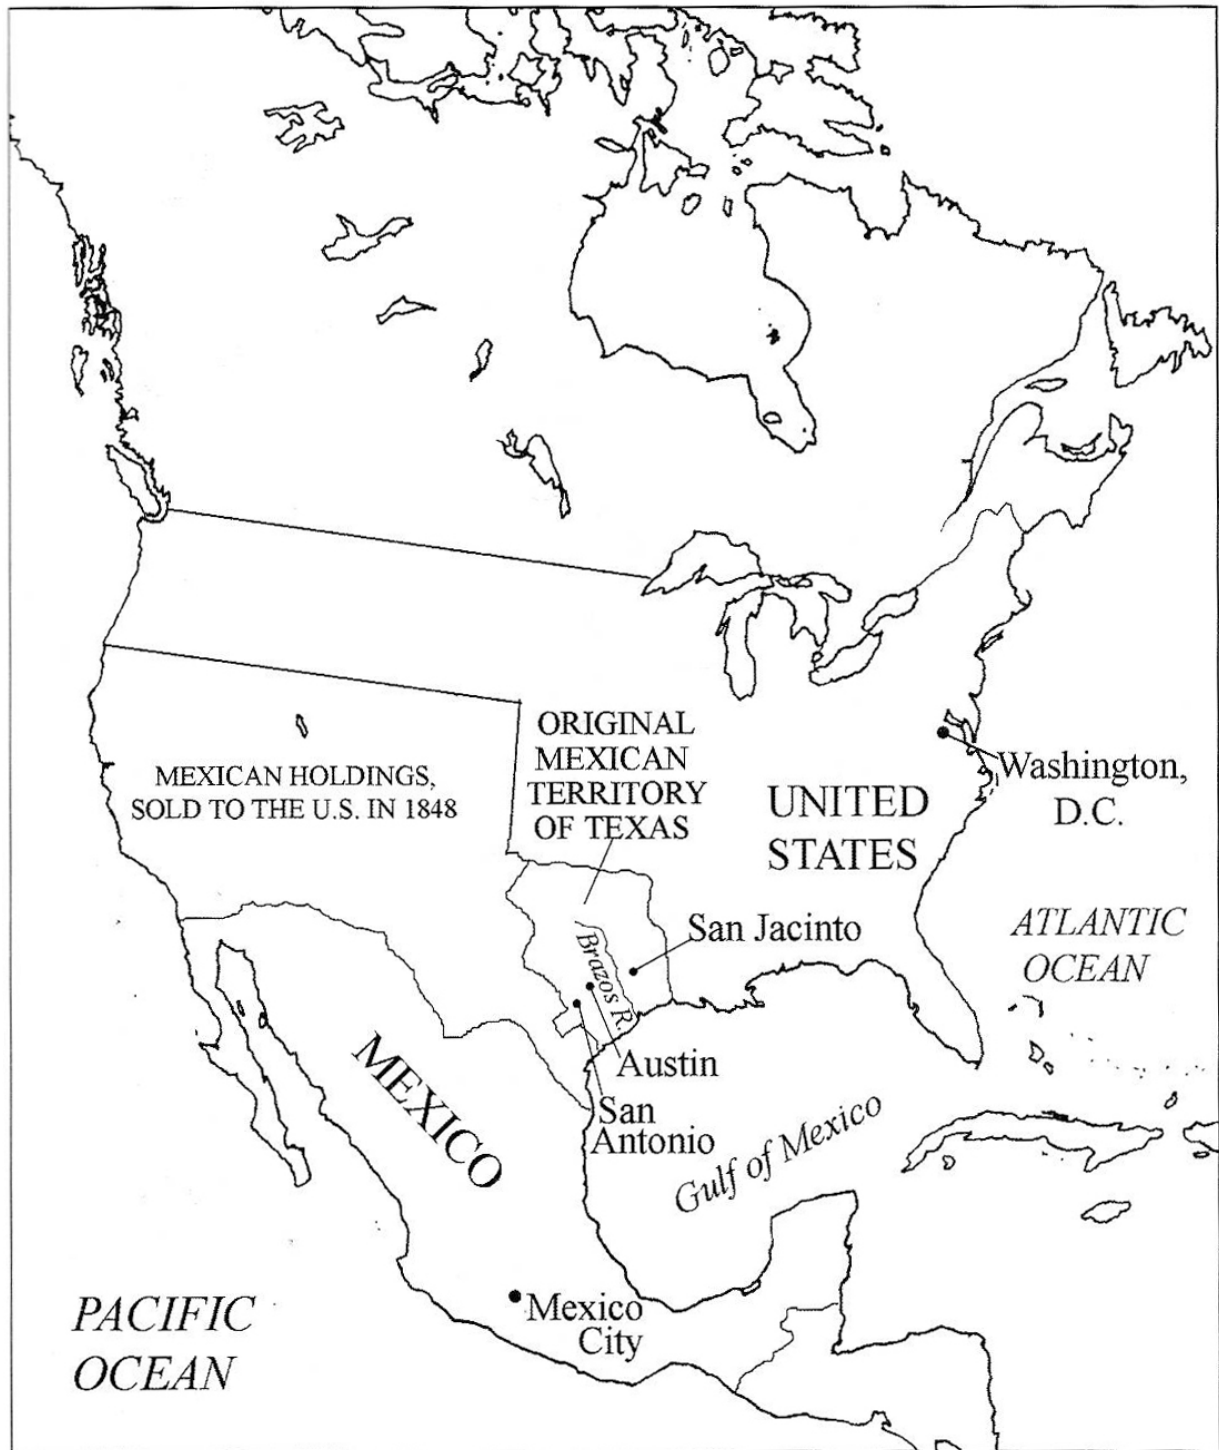 ORIGINAL
MEXICAN
TERRITORY
OF TEXAS
MEXICAN HOLDINGS,
SOLD TO THE U.S. IN 1848
UNITED
STATES
Washington,
D.C.
San Jacinto
Brazos R.
ATLANTIC
OCEAN
Austin
San
Antonio
MEXICO
Gulf of Mexico
Mexico
City
PACIFIC
OCEAN